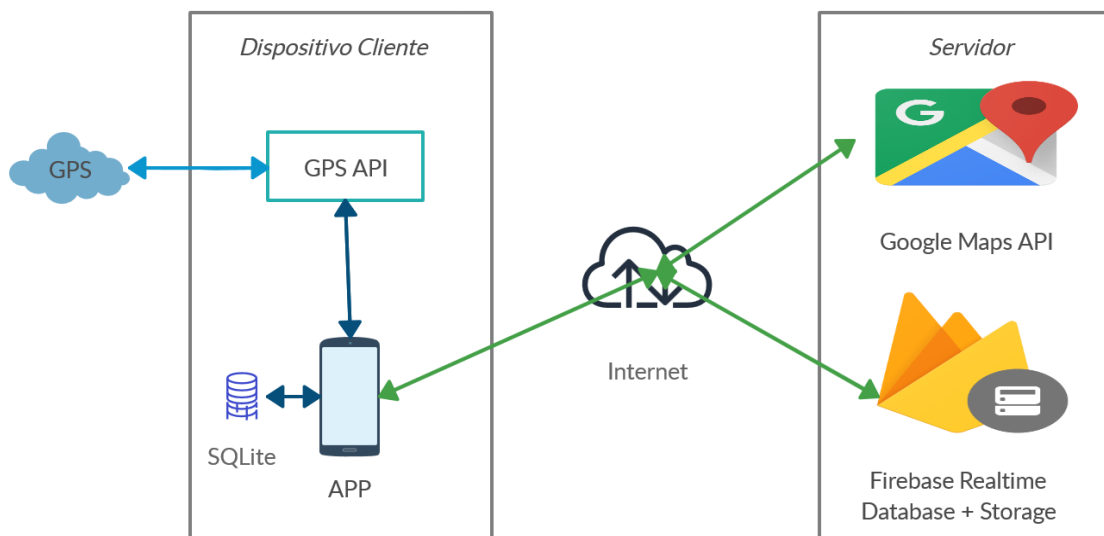 Dispositivo Cliente
Servidor
G
GPS
GPS API
Google Maps API
Internet
SQLite
APP
Firebase Realtime
Database + Storage